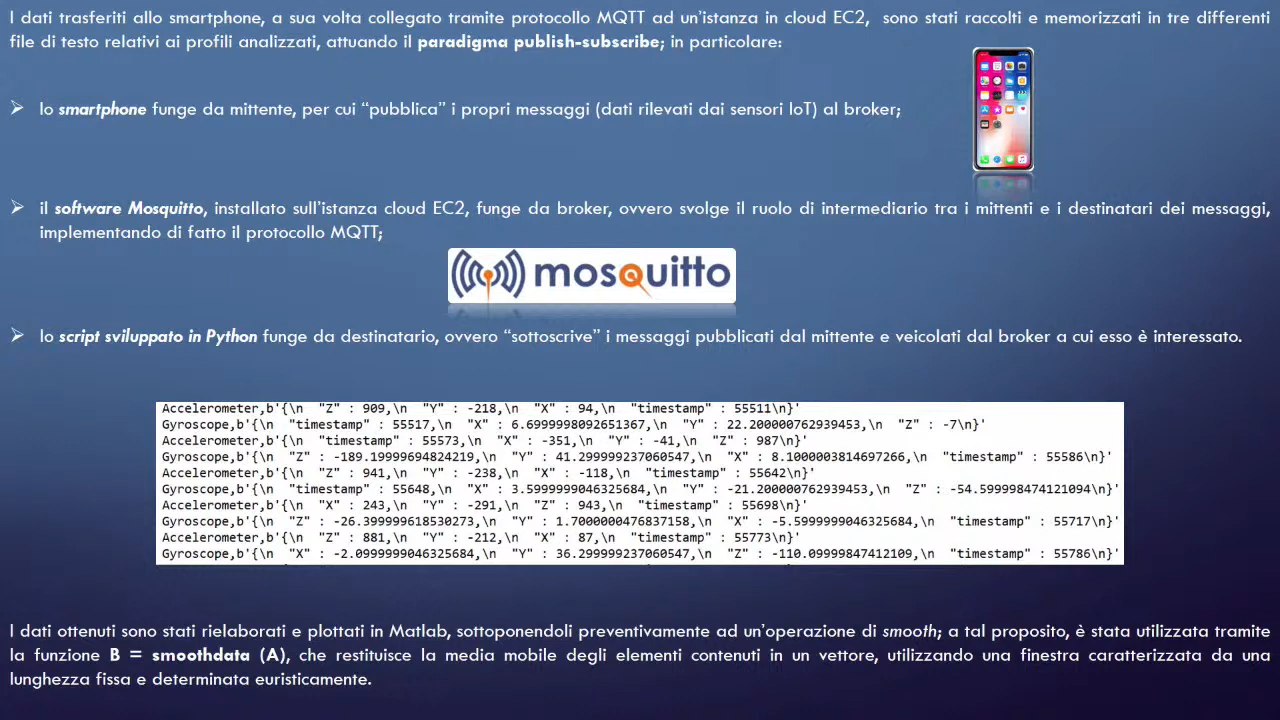 I dati trasferiti allo smartphone, a sua volta collegato tramite protocollo MQTT ad un'istanza in cloud EC2, sono stati raccolti e memorizzati in tre differenti
file di testo relativi ai profili analizzati, attuando il paradigma publish-subscribe; in particolare:
➢ lo smartphone funge da mittente, per cui “pubblica” i propri messaggi (dati rilevati dai sensori IoT) al broker;
➢ il software Mosquitto, installato sull'istanza cloud EC2, funge da broker, ovvero svolge il ruolo di intermediario tra i mittenti e i destinatari dei messaggi,
implementando di fatto il protocollo MQTT;
mosquitto
➢ lo script sviluppato in Python funge da destinatario, ovvero “sottoscrive” i messaggi pubblicati dal mittente e veicolati dal broker a cui esso è interessato.
Accelerometer,b'{\n  "Z" : 909,\n  "Y" : -218,\n  "X" : 94,\n  "timestamp" : 55511\n}'
Gyroscope,b'{\n  "timestamp" : 55517,\n  "X" : 6.6999998092651367,\n  "Y" : 22.200000762939453,\n  "Z" : -7\n}'
Accelerometer,b'{\n  "timestamp" : 55573,\n  "X" : -351,\n  "Y" : -41,\n  "Z" : 987\n}'
Gyroscope,b'{\n  "Z" : -189.19999694824219,\n  "Y" : 41.299999237060547,\n  "X" : 8.1000003814697266,\n  "timestamp" : 55586\n}'
Accelerometer,b'{\n  "Z" : 941,\n  "Y" : -238,\n  "X" : -118,\n  "timestamp" : 55642\n}'
Gyroscope,b'{\n  "timestamp" : 55648,\n  "X" : 3.5999999046325684,\n  "Y" : -21.200000762939453,\n  "Z" : -54.599998474121094\n}'
Accelerometer,b'{\n  "X" : 243,\n  "Y" : -291,\n  "Z" : 943,\n  "timestamp" : 55698\n}'
Gyroscope,b'{\n  "Z" : -26.399999618530273,\n  "Y" : 1.7000000476837158,\n  "X" : -5.5999999046325684,\n  "timestamp" : 55717\n}'
Accelerometer,b'{\n  "Z" : 881,\n  "Y" : -212,\n  "X" : 87,\n  "timestamp" : 55773\n}'
Gyroscope,b'{\n  "X" : -2.0999999046325684,\n  "Y" : 36.299999237060547,\n  "Z" : -110.09999847412109,\n  "timestamp" : 55786\n}'
I dati ottenuti sono stati rielaborati e plottati in Matlab, sottoponendoli preventivamente ad un'operazione di smooth; a tal proposito, è stata utilizzata tramite
la funzione B = smoothdata (A), che restituisce la media mobile degli elementi contenuti in un vettore, utilizzando una finestra caratterizzata da una
lunghezza fissa e determinata euristicamente.